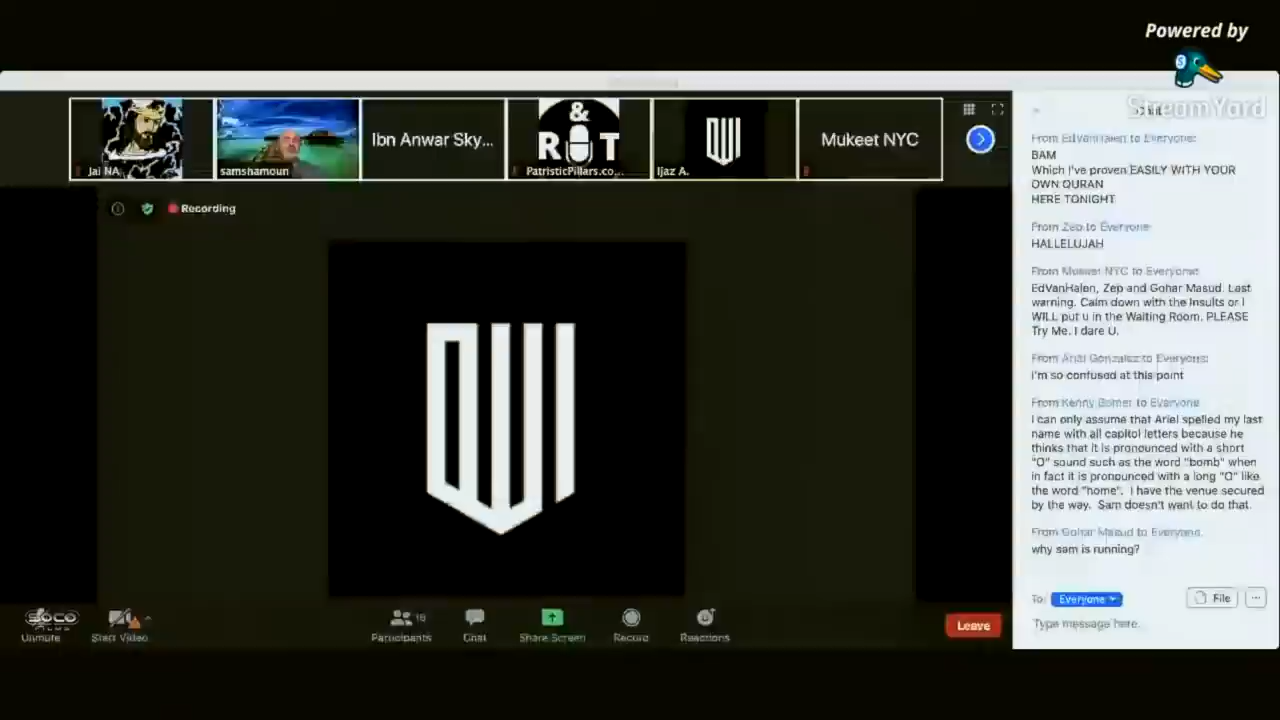 Powered by
StreamYard
Jai NA
samshamoun
Ibn Anwar Sky...
&
R T
PatristicPillars.co...
Ijaz A.
Mukeet NYC
Recording
From EdVanHalen to Everyone:
BAM
Which I've proven EASILY WITH YOUR
OWN QURAN
HERE TONIGHT
From Zep to Everyone:
HALLELUJAH
From Mukeet NYC to Everyone:
EdVanHalen, Zep and Gohar Masud. Last
warning. Calm down with the Insults or I
WILL put u in the Waiting Room. PLEASE
Try Me. I dare U.
From Ariel Gonzalez to Everyone:
I'm so confused at this point
From Kenny Bomer to Everyone:
I can only assume that Ariel spelled my last
name with all capitol letters because he
thinks that it is pronounced with a short
"O" sound such as the word "bomb" when
in fact it is pronounced with a long "O" like
the word "home". I have the venue secured
by the way. Sam doesn't want to do that.
From Gohar Masud to Everyone:
why sam is running?
To: Everyone
File
...
Type message here.
SOCO
Unmute
Start Video
Participants
16
Chat
Share Screen
Record
Reactions
Leave